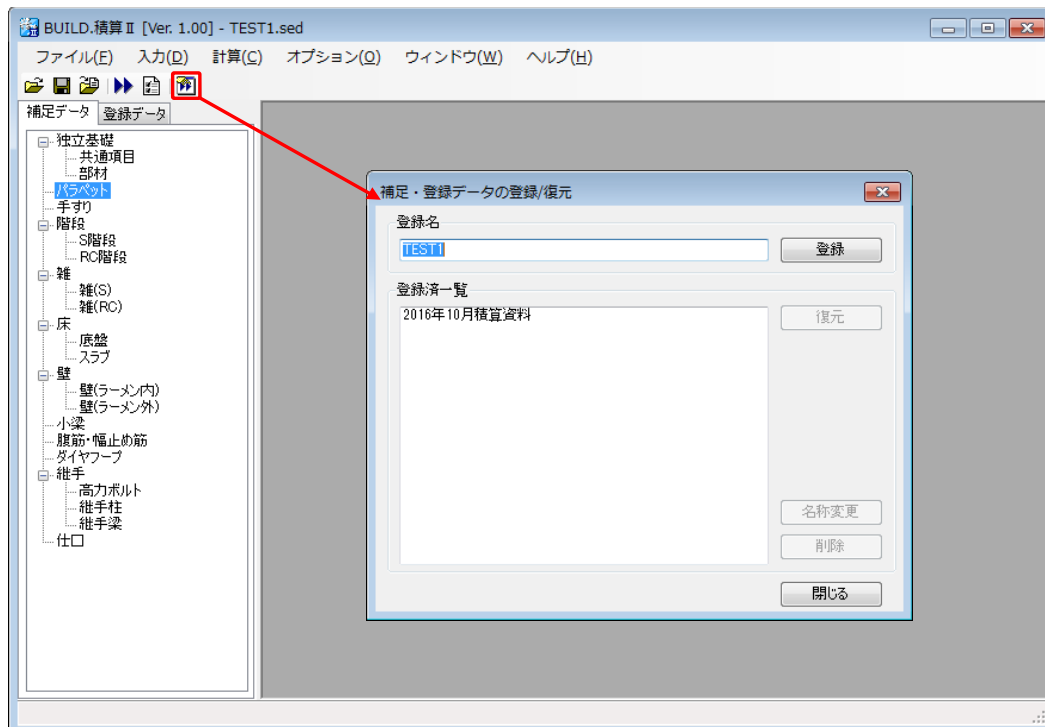 BUILD.積算Ⅱ [Ver. 1.00] - TEST1.sed
ファイル(F) 入力(D) 計算(C) オプション(O) ウィンドウ(W) ヘルプ(H)
補足データ 登録データ
独立基礎
共通項目
部材
パラペット
手すり
階段
S階段
RC階段
雑
雑(S)
雑(RC)
床
底盤
スラブ
壁
壁(ラーメン内)
壁(ラーメン外)
小梁
腹筋・幅止め筋
ダイヤフープ
継手
高力ボルト
継手柱
継手梁
仕口
補足・登録データの登録/復元
登録名
TEST1 登録
登録済一覧
2016年10月積算資料 復元
名称変更
削除
閉じる